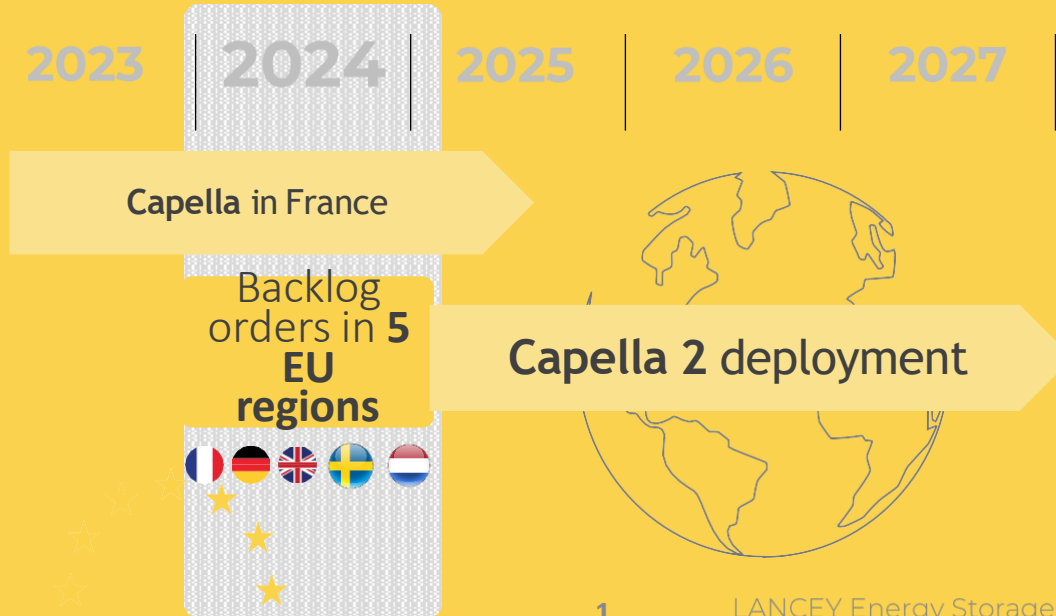 2023 2024 2025 2026 2027
Capella in France
Backlog
orders in 5
EU
regions
Capella 2 deployment
1 LANCEY Energy Storage